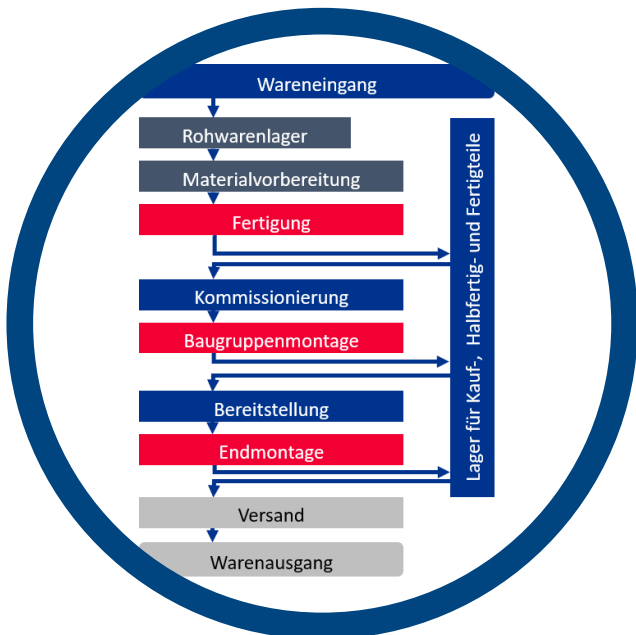 Wareneingang
Rohwarenlager
Materialvorbereitung
Fertigung
Kommissionierung
Baugruppenmontage
Bereitstellung
Endmontage
Versand
Warenausgang
Lager für Kauf-, Halbfertig- und Fertigteile